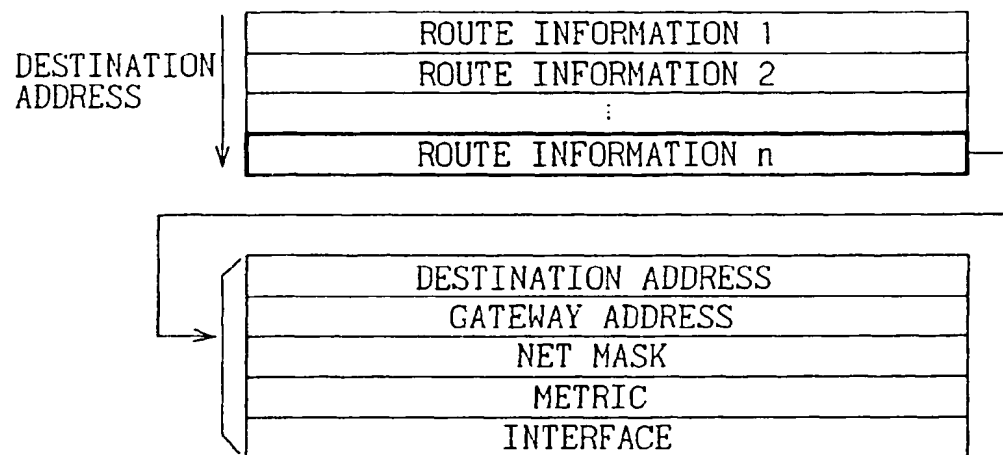 DESTINATION
ADDRESS
ROUTE INFORMATION 1
ROUTE INFORMATION 2
⋮
ROUTE INFORMATION n
DESTINATION ADDRESS
GATEWAY ADDRESS
NET MASK
METRIC
INTERFACE